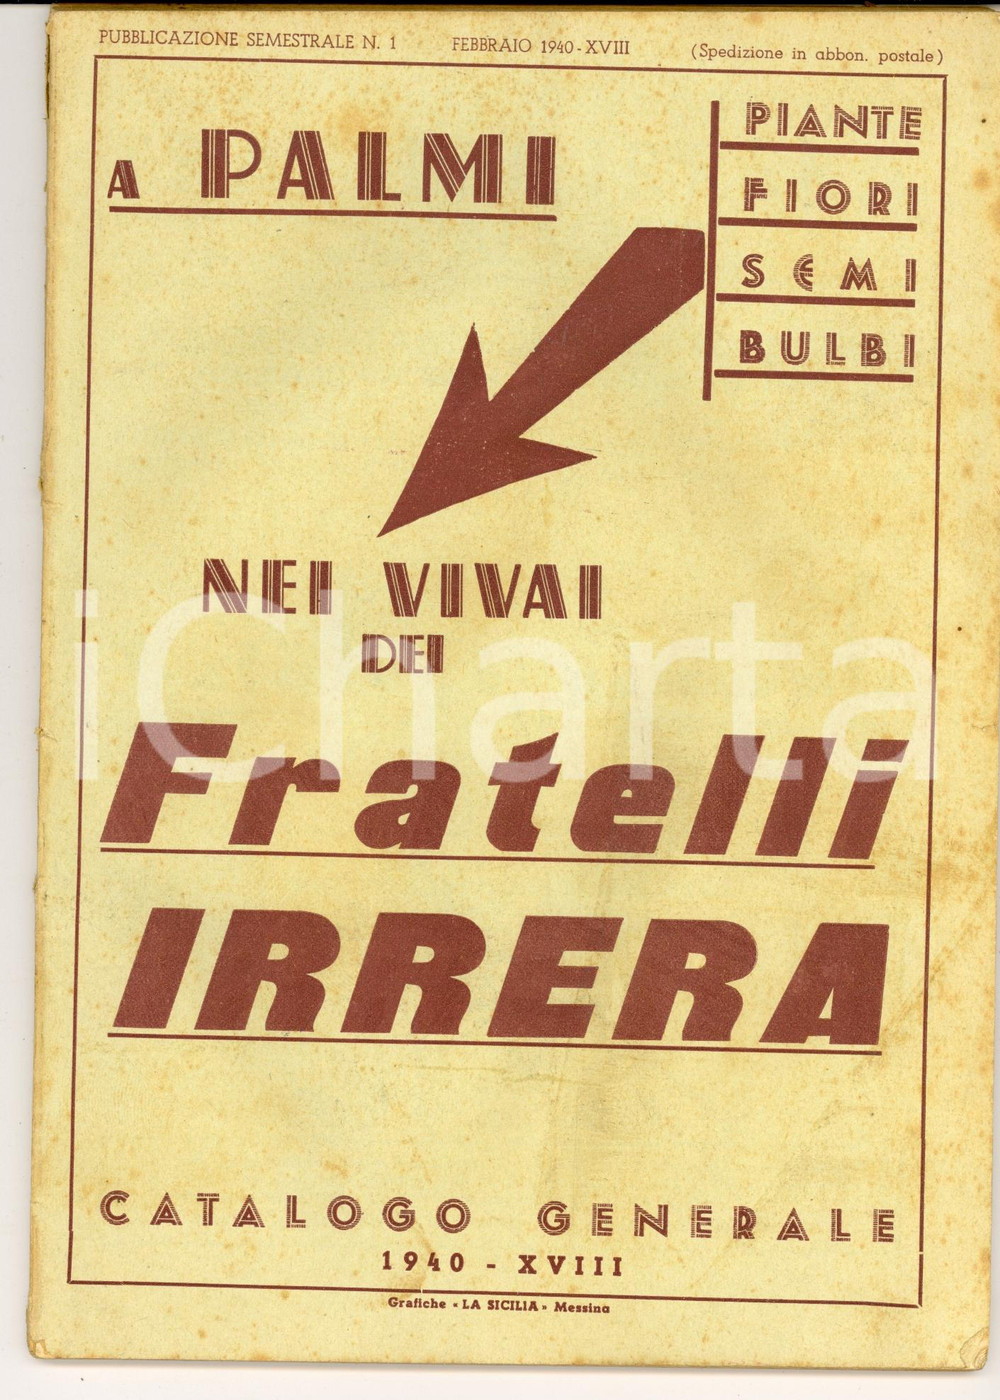 PUBBLICAZIONE SEMESTRALE N. 1 FEBBRAIO 1940-XVIII (Spedizione in abbon. postale)
A PALMI
PIANTE
FIORI
SEMI
BULBI
NEI VIVAI
DEI
Fratelli
IRRERA
CATALOGO GENERALE
1940 - XVIII
Grafiche «LA SICILIA» Messina
iCharta